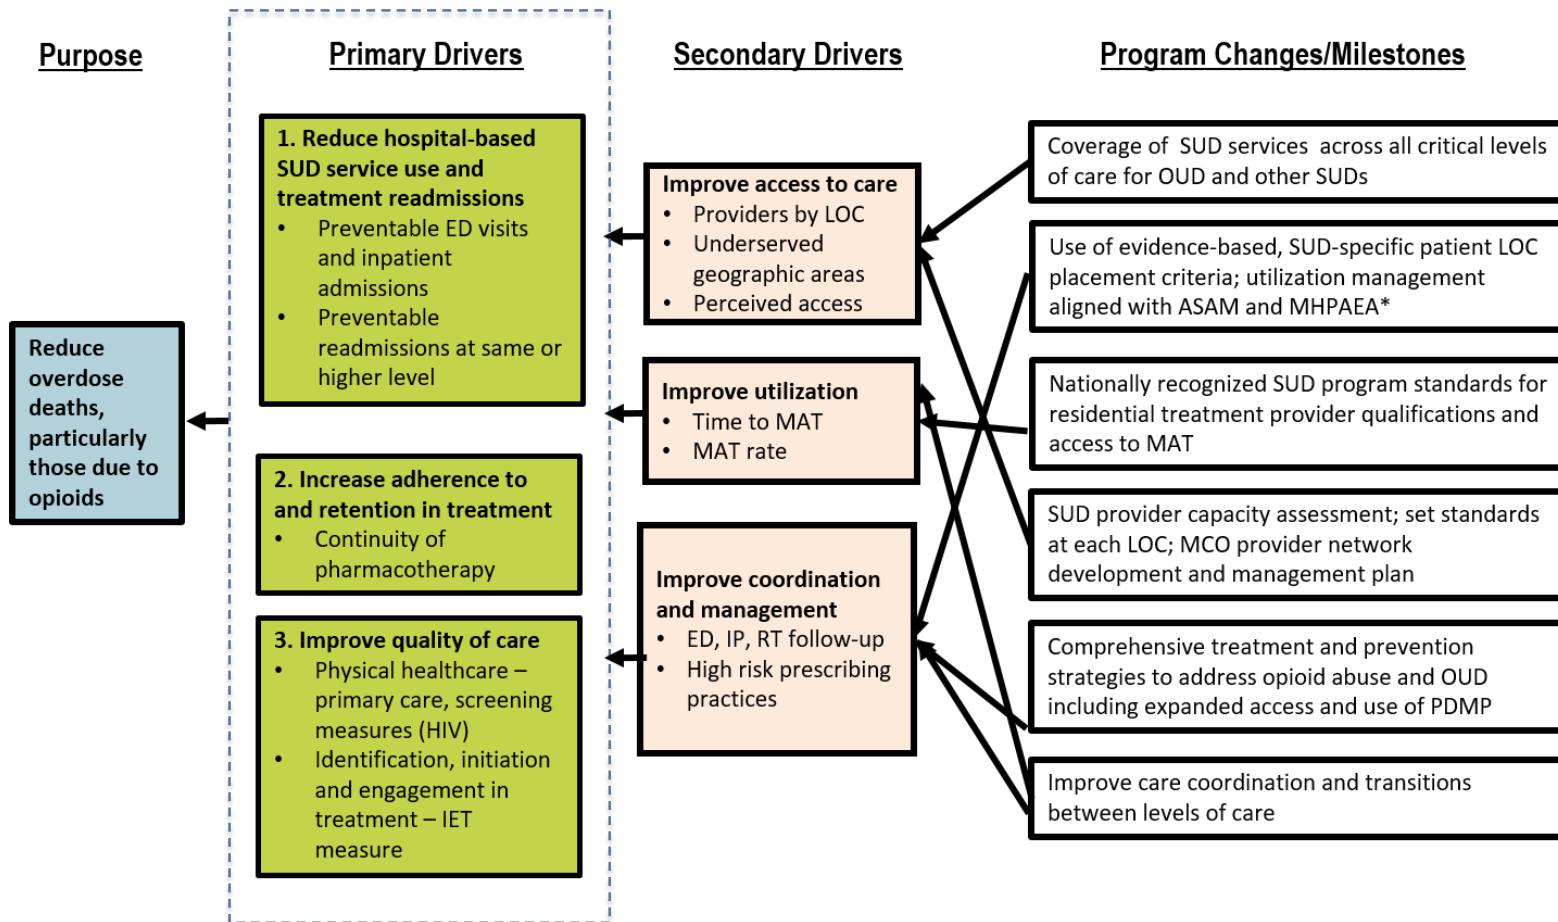 Purpose
Primary Drivers
Secondary Drivers
Program Changes/Milestones
Reduce
overdose
deaths,
particularly
those due to
opioids
1. Reduce hospital-based
SUD service use and
treatment readmissions
• Preventable ED visits
and inpatient
admissions
• Preventable
readmissions at same or
higher level
2. Increase adherence to
and retention in treatment
• Continuity of
pharmacotherapy
3. Improve quality of care
• Physical healthcare –
primary care, screening
measures (HIV)
• Identification, initiation
and engagement in
treatment – IET
measure
Improve access to care
• Providers by LOC
• Underserved
geographic areas
• Perceived access
Improve utilization
• Time to MAT
• MAT rate
Improve coordination
and management
• ED, IP, RT follow-up
• High risk prescribing
practices
Coverage of SUD services across all critical levels
of care for OUD and other SUDs
Use of evidence-based, SUD-specific patient LOC
placement criteria; utilization management
aligned with ASAM and MHPAEA*
Nationally recognized SUD program standards for
residential treatment provider qualifications and
access to MAT
SUD provider capacity assessment; set standards
at each LOC; MCO provider network
development and management plan
Comprehensive treatment and prevention
strategies to address opioid abuse and OUD
including expanded access and use of PDMP
Improve care coordination and transitions
between levels of care